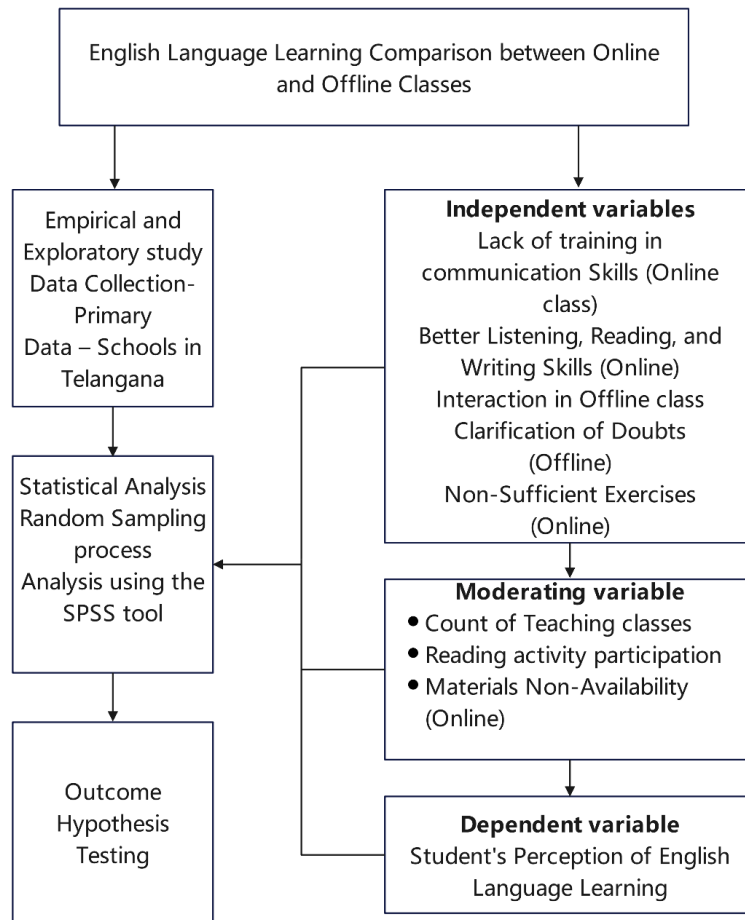 English Language Learning Comparison between Online
and Offline Classes
Empirical and
Exploratory study
Data Collection-
Primary
Data – Schools in
Telangana
Statistical Analysis
Random Sampling
process
Analysis using the
SPSS tool
Outcome
Hypothesis
Testing
Independent variables
Lack of training in
communication Skills (Online
class)
Better Listening, Reading, and
Writing Skills (Online)
Interaction in Offline class
Clarification of Doubts
(Offline)
Non-Sufficient Exercises
(Online)
Moderating variable
• Count of Teaching classes
• Reading activity participation
• Materials Non-Availability
(Online)
Dependent variable
Student's Perception of English
Language Learning